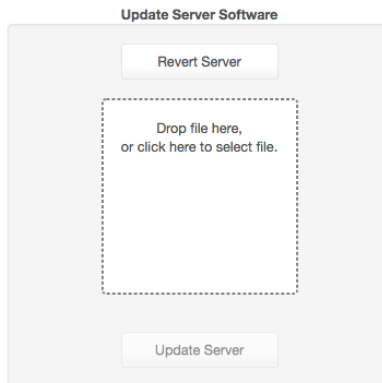 Update Server Software
Revert Server
Drop file here,
or click here to select file.
Update Server